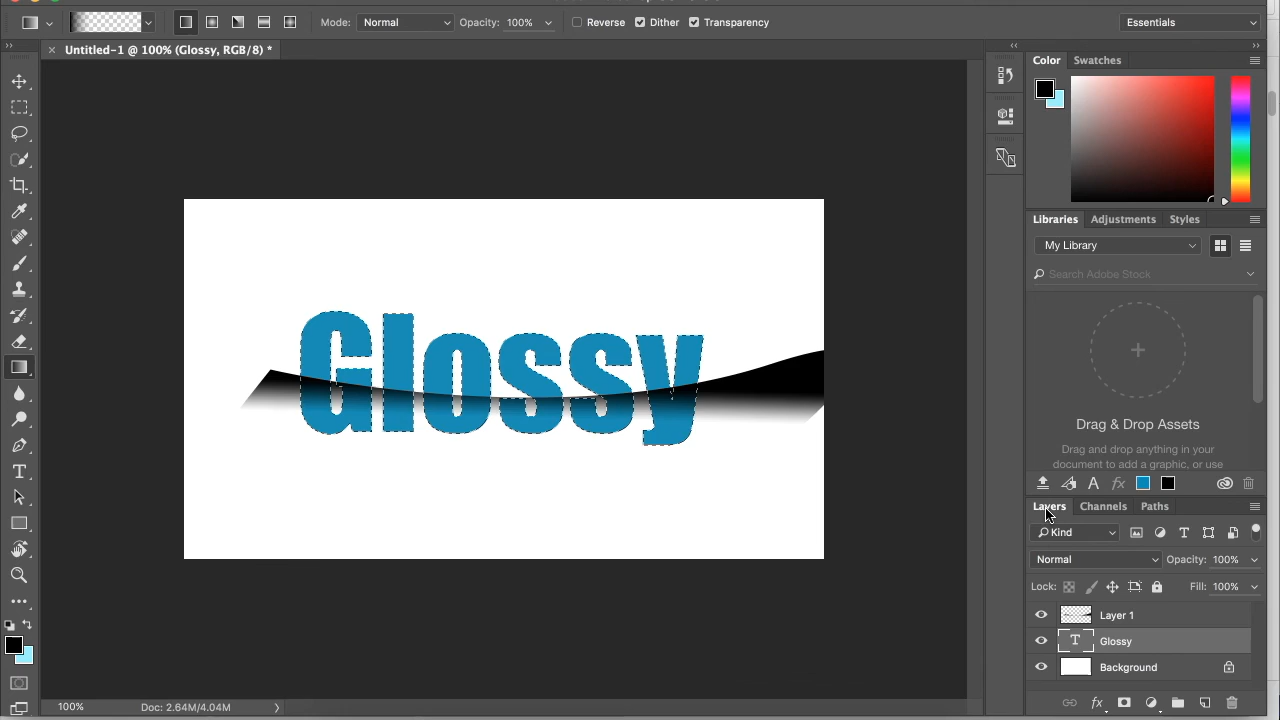 Mode: Normal Opacity: 100% Reverse Dither Transparency Essentials
Untitled-1 @ 100% (Glossy, RGB/8) *
Color Swatches
Libraries Adjustments Styles
My Library
Search Adobe Stock
Glossy
Drag & Drop Assets
Drag and drop anything in your
document to add a graphic, or use
Layers Channels Paths
Kind
Normal Opacity: 100%
Lock: Fill: 100%
Layer 1
Glossy
Background
100% Doc: 2.64M/4.04M